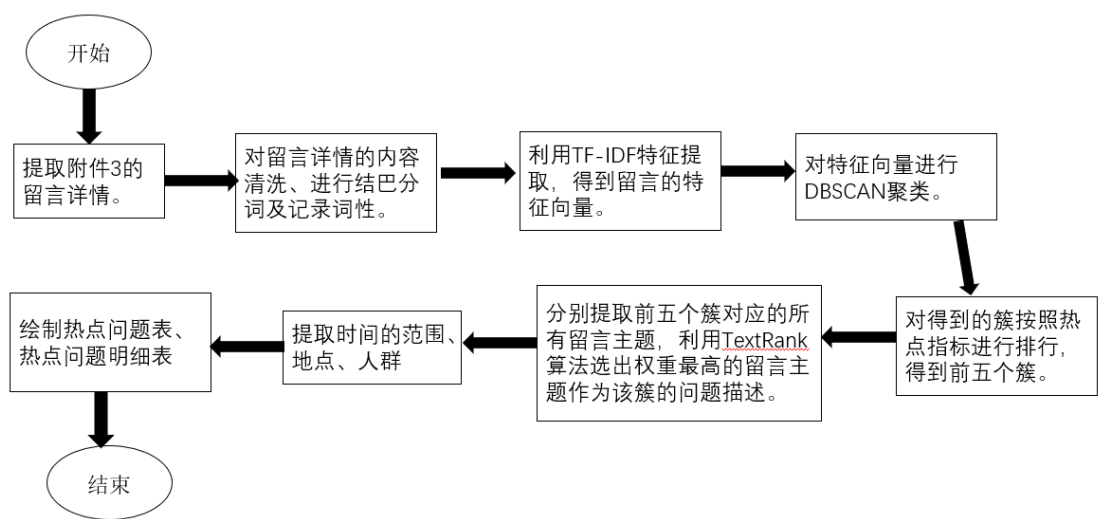 开始
提取附件3的
留言详情。
对留言详情的内容
清洗、进行结巴分
词及记录词性。
利用TF-IDF特征提
取，得到留言的特
征向量。
对特征向量进行
DBSCAN聚类。
对得到的簇按照热
点指标进行排行，
得到前五个簇。
分别提取前五个簇对应的所
有留言主题，利用TextRank
算法选出权重最高的留言主
题作为该簇的问题描述。
提取时间的范围、
地点、人群
绘制热点问题表、
热点问题明细表
结束